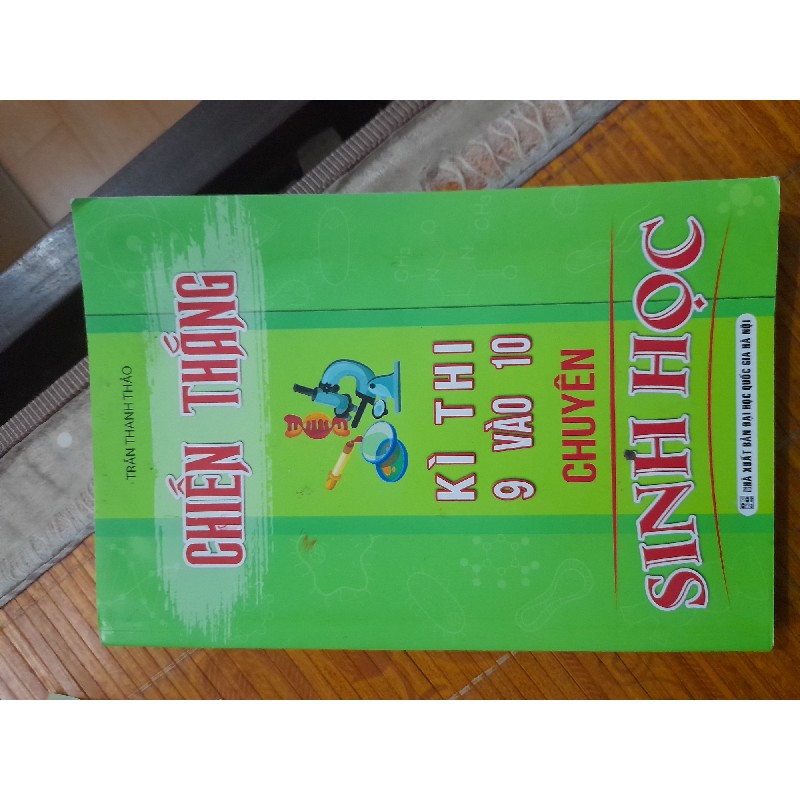 TRẦN THANH THẢO
CHIẾN THẮNG
KÌ THI
9 VÀO 10
CHUYÊN
SINH HỌC
NHÀ XUẤT BẢN ĐẠI HỌC QUỐC GIA HÀ NỘI